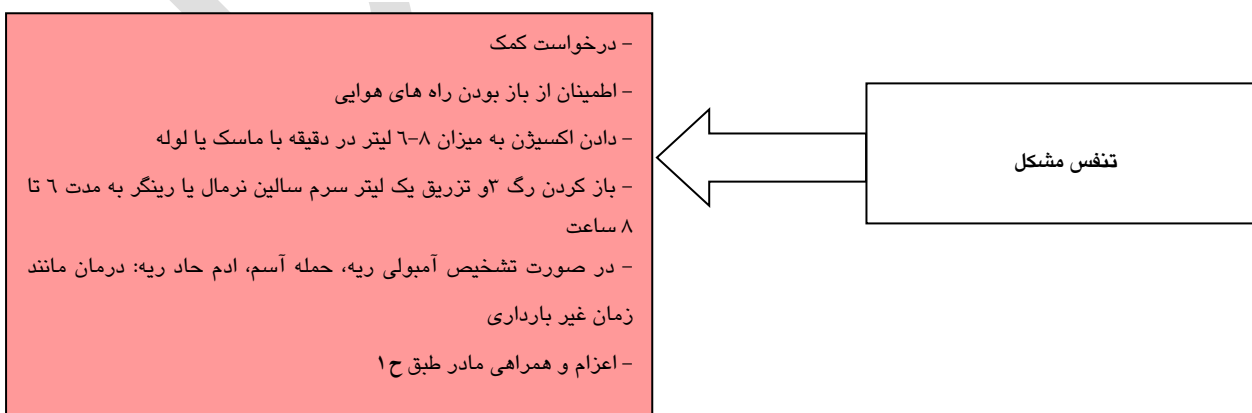 - درخواست کمک
- اطمینان از باز بودن راه های هوایی
- دادن اکسیژن به میزان ۸-٦ لیتر در دقیقه با ماسک یا لوله
- باز کردن رگ ۳و تزریق یک لیتر سرم سالین نرمال یا رینگر به مدت ٦ تا
۸ ساعت
- در صورت تشخیص آمبولی ریه، حمله آسم، ادم حاد ریه: درمان مانند
زمان غیر بارداری
- اعزام و همراهی مادر طبق ح۱
تنفس مشکل